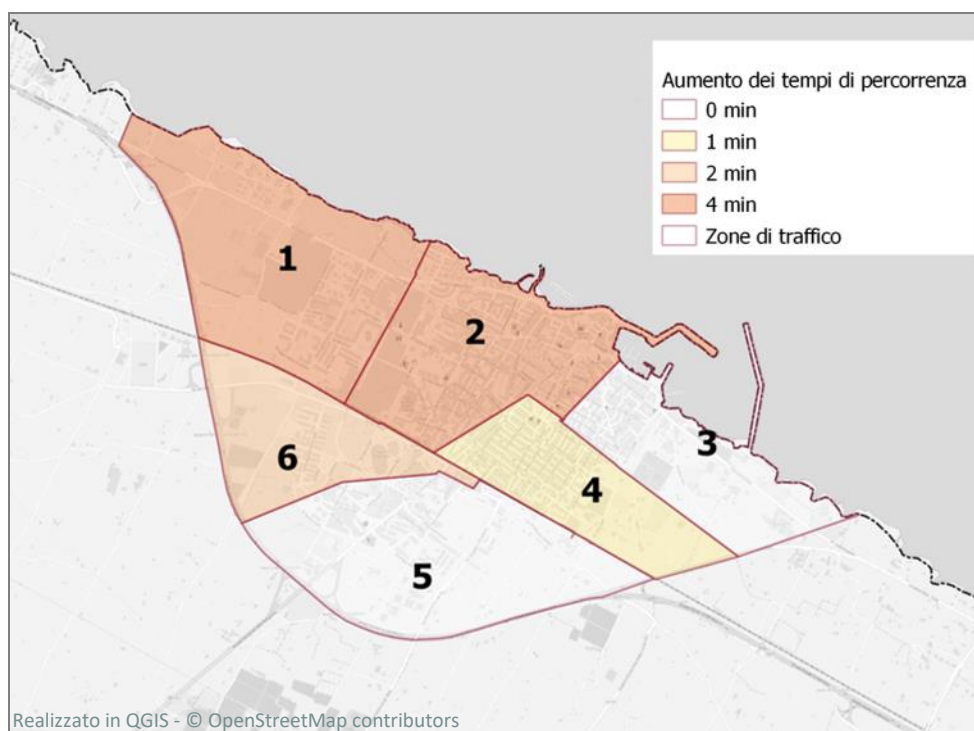 Aumento dei tempi di percorrenza
0 min
1 min
2 min
4 min
Zone di traffico
1
2
3
6
4
5
Realizzato in QGIS - © OpenStreetMap contributors